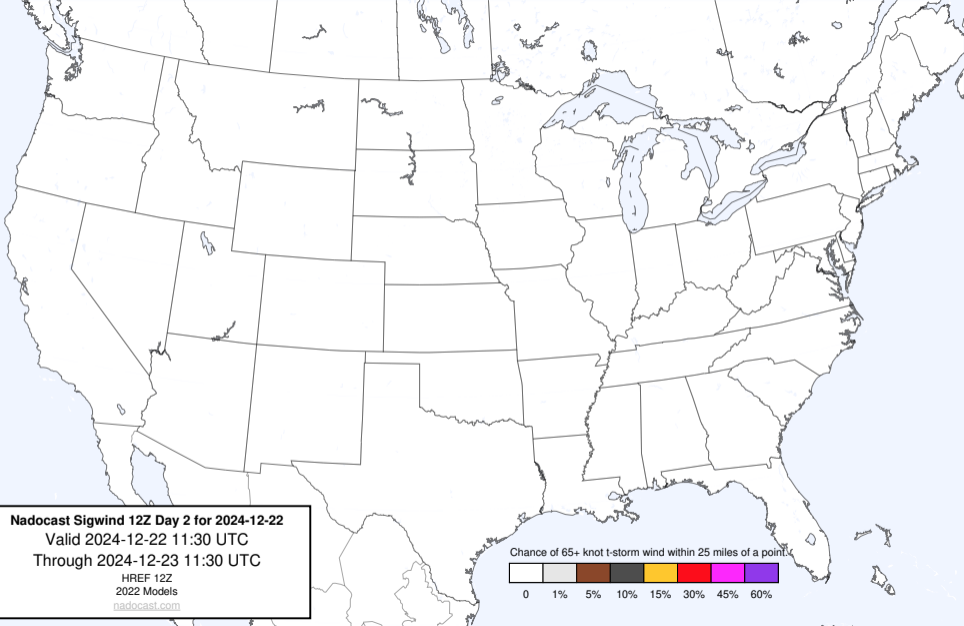 Nadocast Sigwind 12Z Day 2 for 2024-12-22
Valid 2024-12-22 11:30 UTC
Through 2024-12-23 11:30 UTC
HREF 12Z
2022 Models
nadocast.com
Chance of 65+ knot t-storm wind within 25 miles of a point.
0 1% 5% 10% 15% 30% 45% 60%